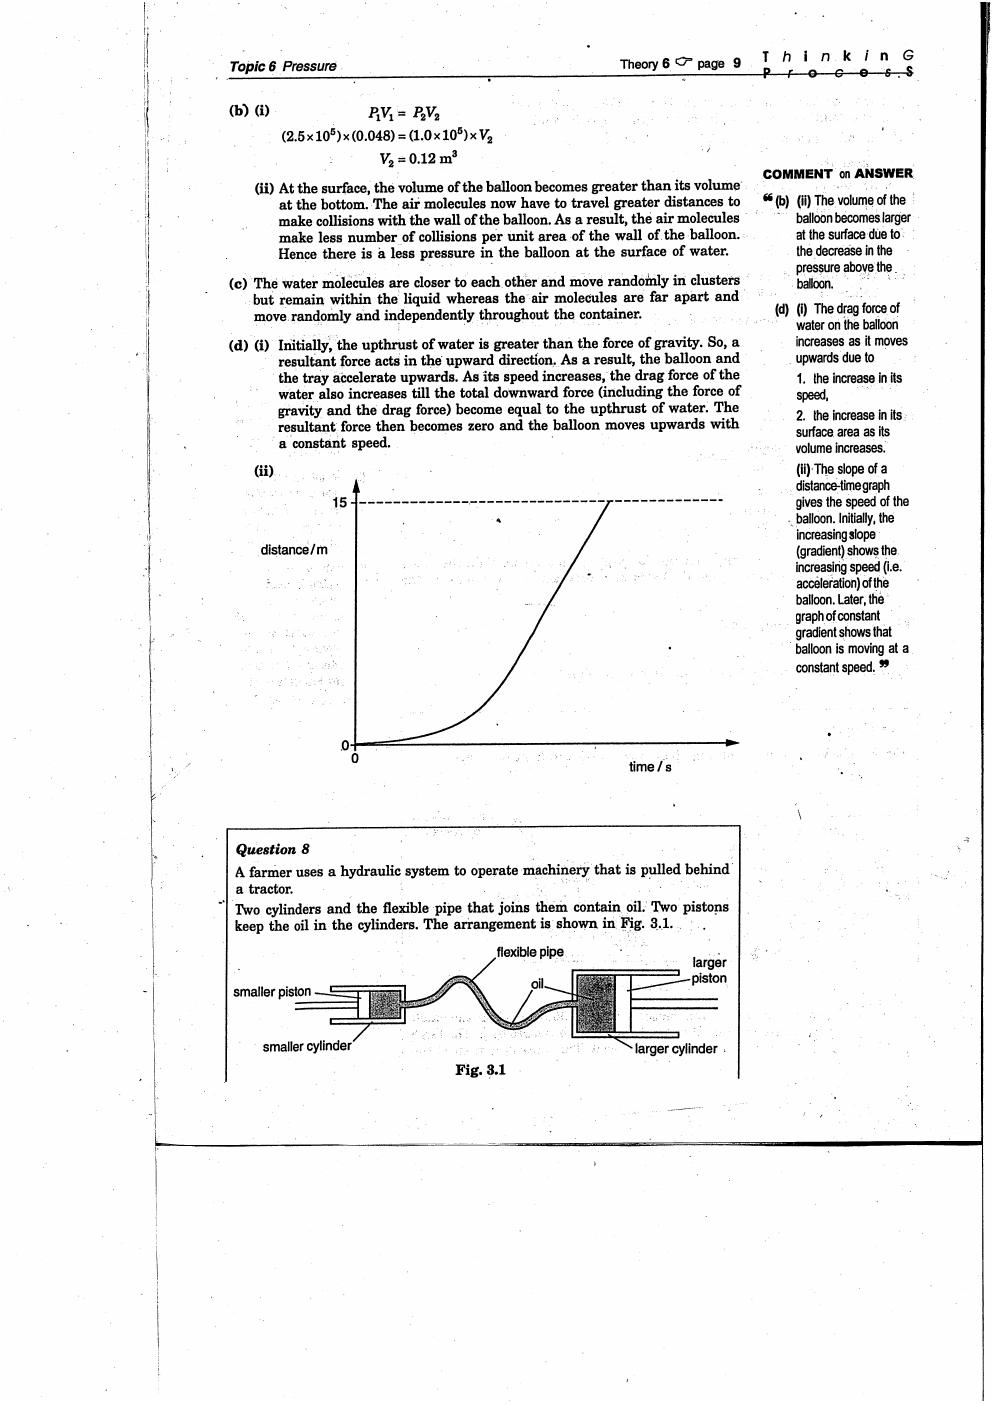 Topic 6 Pressure
Theory 6 ☞ page 9
T h i n k i n G
P r o c e s s
(b) (i) P₁V₁ = P₂V₂
(2.5×10⁵)×(0.048) = (1.0×10⁵)×V₂
V₂ = 0.12 m³
(ii) At the surface, the volume of the balloon becomes greater than its volume
at the bottom. The air molecules now have to travel greater distances to
make collisions with the wall of the balloon. As a result, the air molecules
make less number of collisions per unit area of the wall of the balloon.
Hence there is a less pressure in the balloon at the surface of water.
(c) The water molecules are closer to each other and move randomly in clusters
but remain within the liquid whereas the air molecules are far apart and
move randomly and independently throughout the container.
(d) (i) Initially, the upthrust of water is greater than the force of gravity. So, a
resultant force acts in the upward direction. As a result, the balloon and
the tray accelerate upwards. As its speed increases, the drag force of the
water also increases till the total downward force (including the force of
gravity and the drag force) become equal to the upthrust of water. The
resultant force then becomes zero and the balloon moves upwards with
a constant speed.
(ii)
15
distance/m
0
0
time / s
COMMENT on ANSWER
❝ (b) (ii) The volume of the
balloon becomes larger
at the surface due to
the decrease in the
pressure above the
balloon.
(d) (i) The drag force of
water on the balloon
increases as it moves
upwards due to
1. the increase in its
speed,
2. the increase in its
surface area as its
volume increases.
(ii) The slope of a
distance-time graph
gives the speed of the
balloon. Initially, the
increasing slope
(gradient) shows the
increasing speed (i.e.
acceleration) of the
balloon. Later, the
graph of constant
gradient shows that
balloon is moving at a
constant speed. ❞
Question 8
A farmer uses a hydraulic system to operate machinery that is pulled behind
a tractor.
Two cylinders and the flexible pipe that joins them contain oil. Two pistons
keep the oil in the cylinders. The arrangement is shown in Fig. 3.1.
flexible pipe
larger
piston
oil
smaller piston
smaller cylinder
larger cylinder
Fig. 3.1